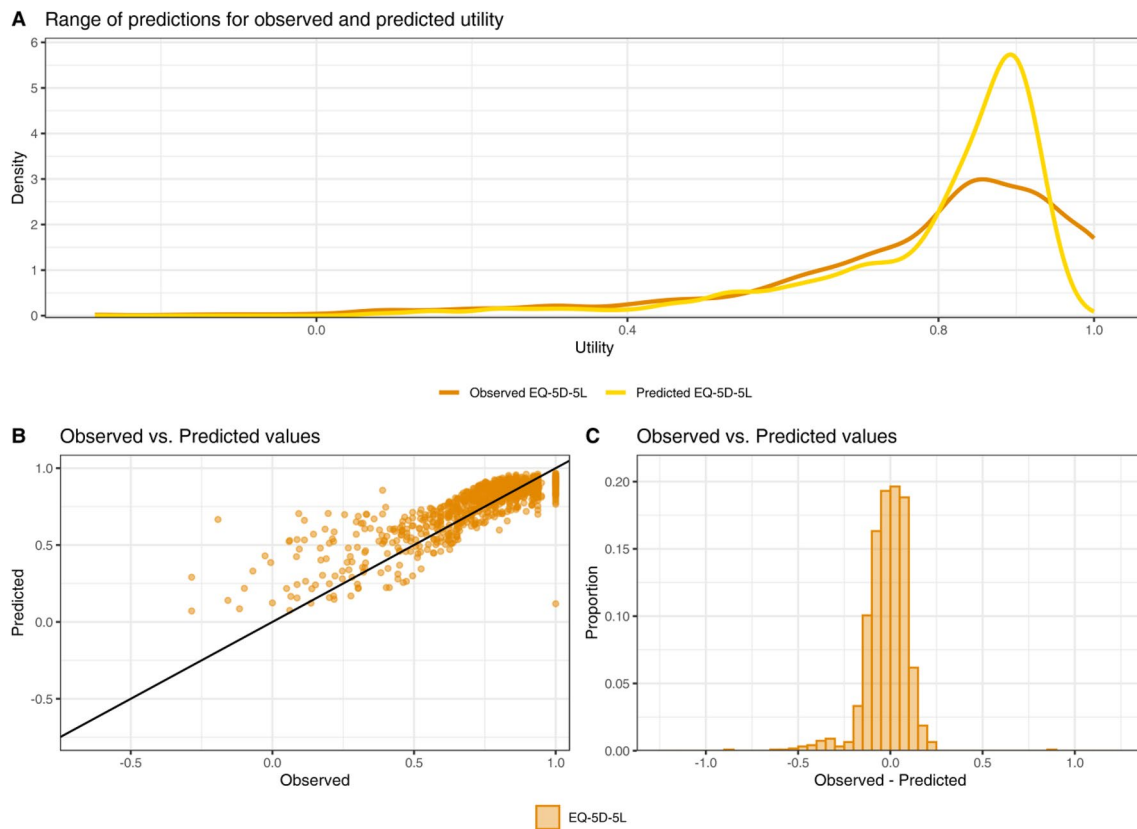 A Range of predictions for observed and predicted utility
6
5
4
3
2
1
0
Density
0.0 0.4 0.8 1.0
Utility
Observed EQ-5D-5L Predicted EQ-5D-5L
B Observed vs. Predicted values
1.0
0.5
0.0
-0.5
Predicted
-0.5 0.0 0.5 1.0
Observed
C Observed vs. Predicted values
0.20
0.15
0.10
0.05
0.00
Proportion
-1.0 -0.5 0.0 0.5 1.0
Observed - Predicted
EQ-5D-5L